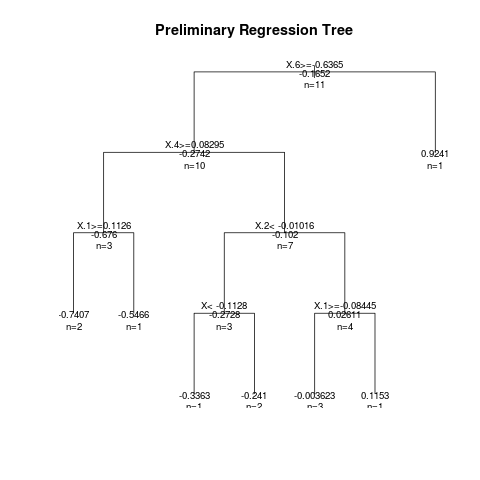 Preliminary Regression Tree
X.6>=-0.6365
-0.1652
n=11
X.4>=0.08295
-0.2742
n=10
0.9241
n=1
X.1>=0.1126
-0.676
n=3
X.2< -0.01016
-0.102
n=7
-0.7407
n=2
-0.5466
n=1
X< -0.1128
-0.2728
n=3
X.1>=-0.08445
0.02611
n=4
-0.3363
n=1
-0.241
n=2
-0.003623
n=3
0.1153
n=1